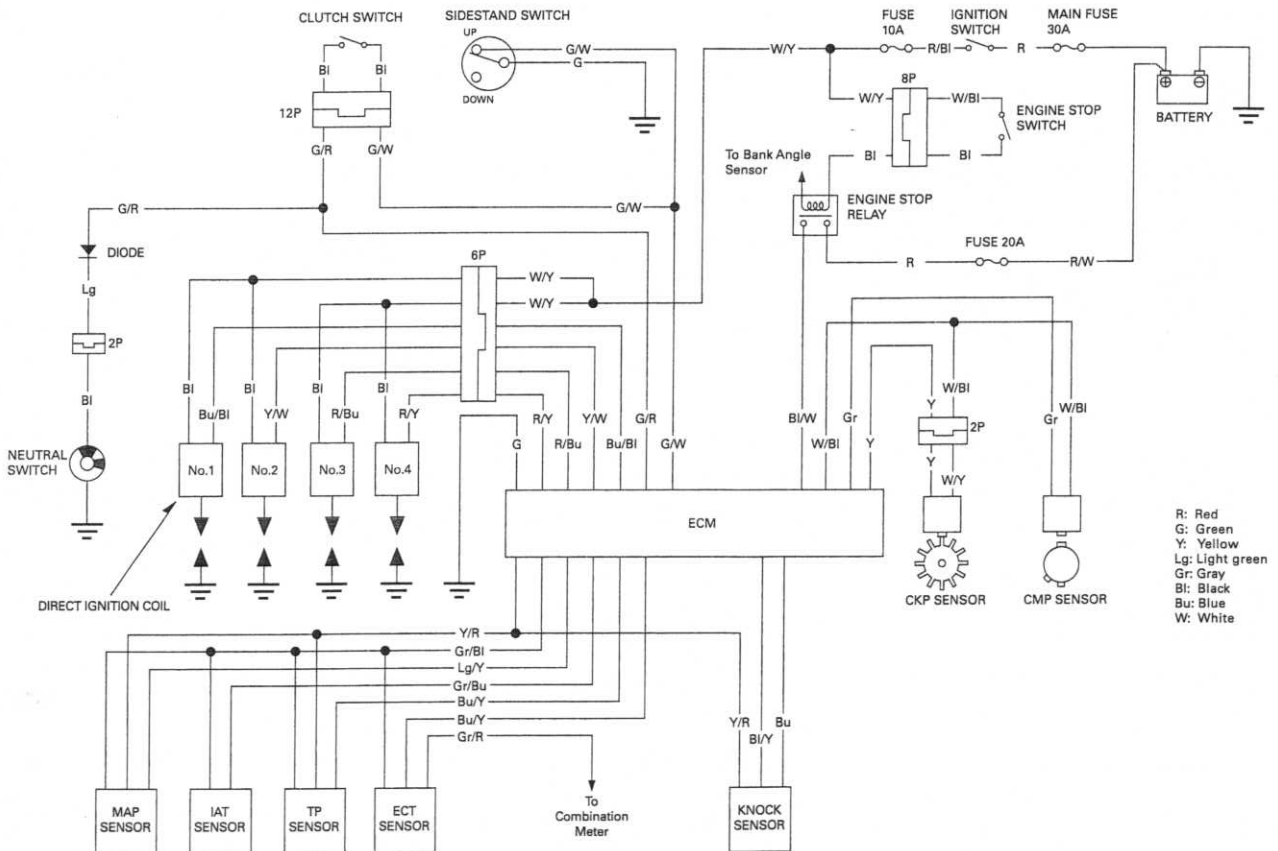 CLUTCH SWITCH
SIDESTAND SWITCH
UP
DOWN
G/W
G
FUSE
10A
IGNITION
SWITCH
MAIN FUSE
30A
W/Y
R/Bl
R
BATTERY
Bl
Bl
12P
G/R
G/W
8P
W/Y
W/Bl
ENGINE STOP
SWITCH
Bl
Bl
To Bank Angle
Sensor
ENGINE STOP
RELAY
FUSE 20A
R
R/W
G/R
G/W
DIODE
Lg
2P
Bl
NEUTRAL
SWITCH
6P
W/Y
W/Y
Bl
Bu/Bl
Bl
Y/W
Bl
R/Bu
Bl
R/Y
G
R/Y
R/Bu
Y/W
Bu/Bl
G/R
G/W
Bl/W
W/Bl
Gr
Y
Y
W/Bl
2P
Y
W/Y
Gr
W/Bl
No.1
No.2
No.3
No.4
ECM
DIRECT IGNITION COIL
CKP SENSOR
CMP SENSOR
R: Red
G: Green
Y: Yellow
Lg: Light green
Gr: Gray
Bl: Black
Bu: Blue
W: White
Y/R
Gr/Bl
Lg/Y
Gr/Bu
Bu/Y
Bu/Y
Gr/R
Y/R
Bl/Y
Bu
MAP
SENSOR
IAT
SENSOR
TP
SENSOR
ECT
SENSOR
To
Combination
Meter
KNOCK
SENSOR